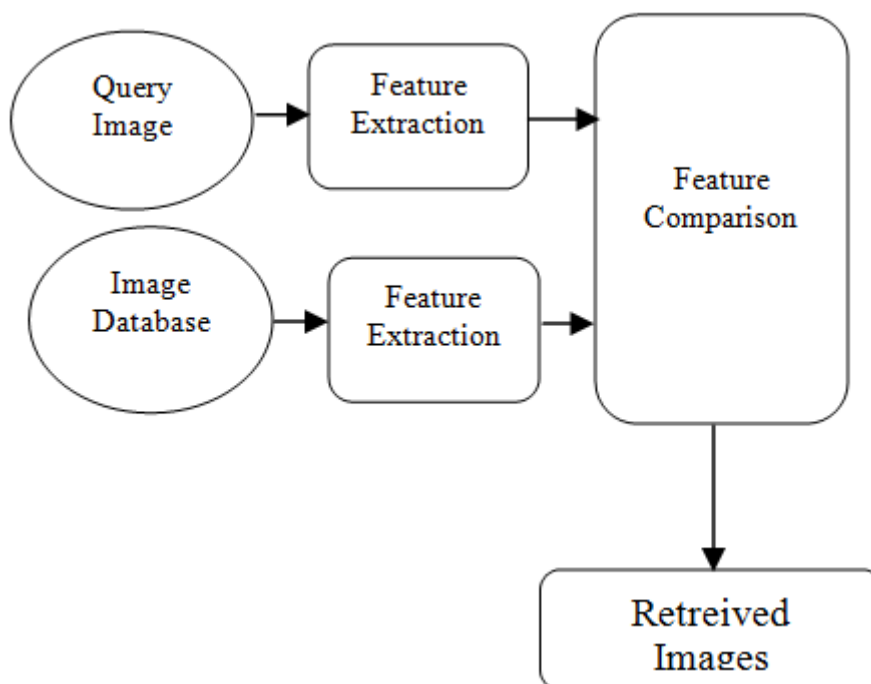 Query
Image
Feature
Extraction
Feature
Comparison
Image
Database
Feature
Extraction
Retreived
Images